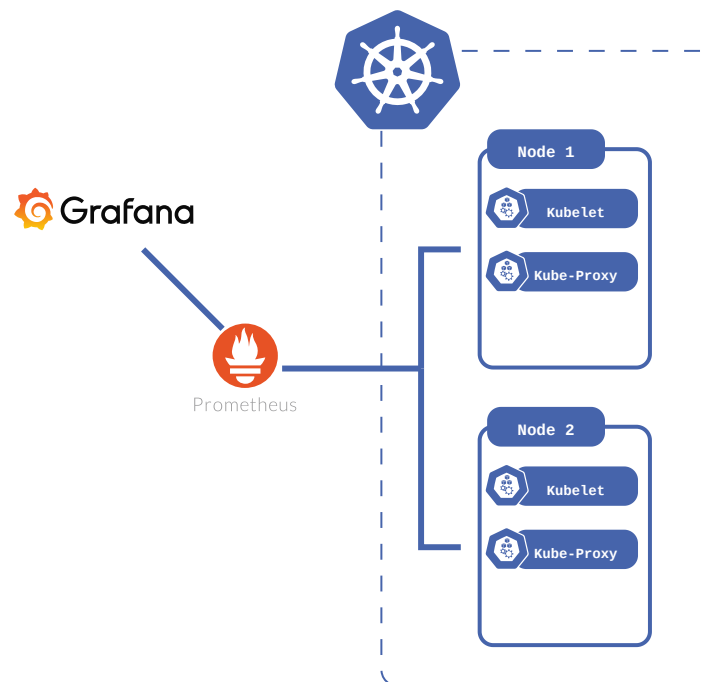 Grafana
Prometheus
Node 1
Kubelet
Kube-Proxy
Node 2
Kubelet
Kube-Proxy